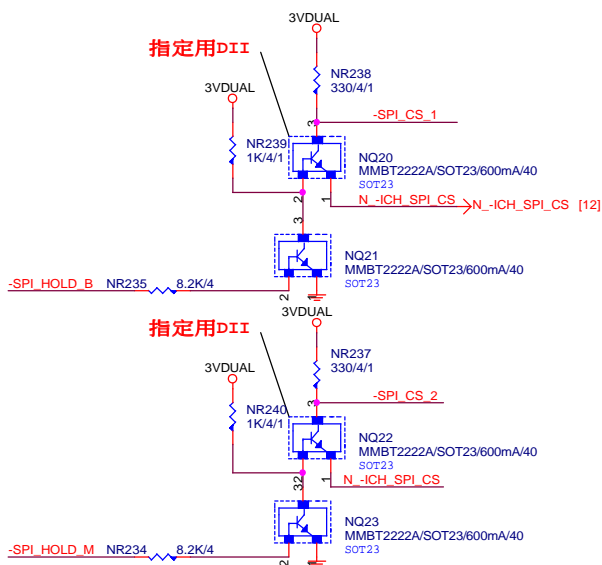 3VDUAL
指定用DII
NR238
330/4/1
3VDUAL
-SPI_CS_1
3
NR239
1K/4/1
NQ20
MMBT2222A/SOT23/600mA/40
SOT23
2
1
N_-ICH_SPI_CS
N_-ICH_SPI_CS [12]
3
NQ21
MMBT2222A/SOT23/600mA/40
SOT23
-SPI_HOLD_B
NR235
8.2K/4
2
1
3VDUAL
指定用DII
NR237
330/4/1
3VDUAL
-SPI_CS_2
3
NR240
1K/4/1
NQ22
MMBT2222A/SOT23/600mA/40
SOT23
2
1
N_-ICH_SPI_CS
3
NQ23
MMBT2222A/SOT23/600mA/40
SOT23
-SPI_HOLD_M
NR234
8.2K/4
2
1